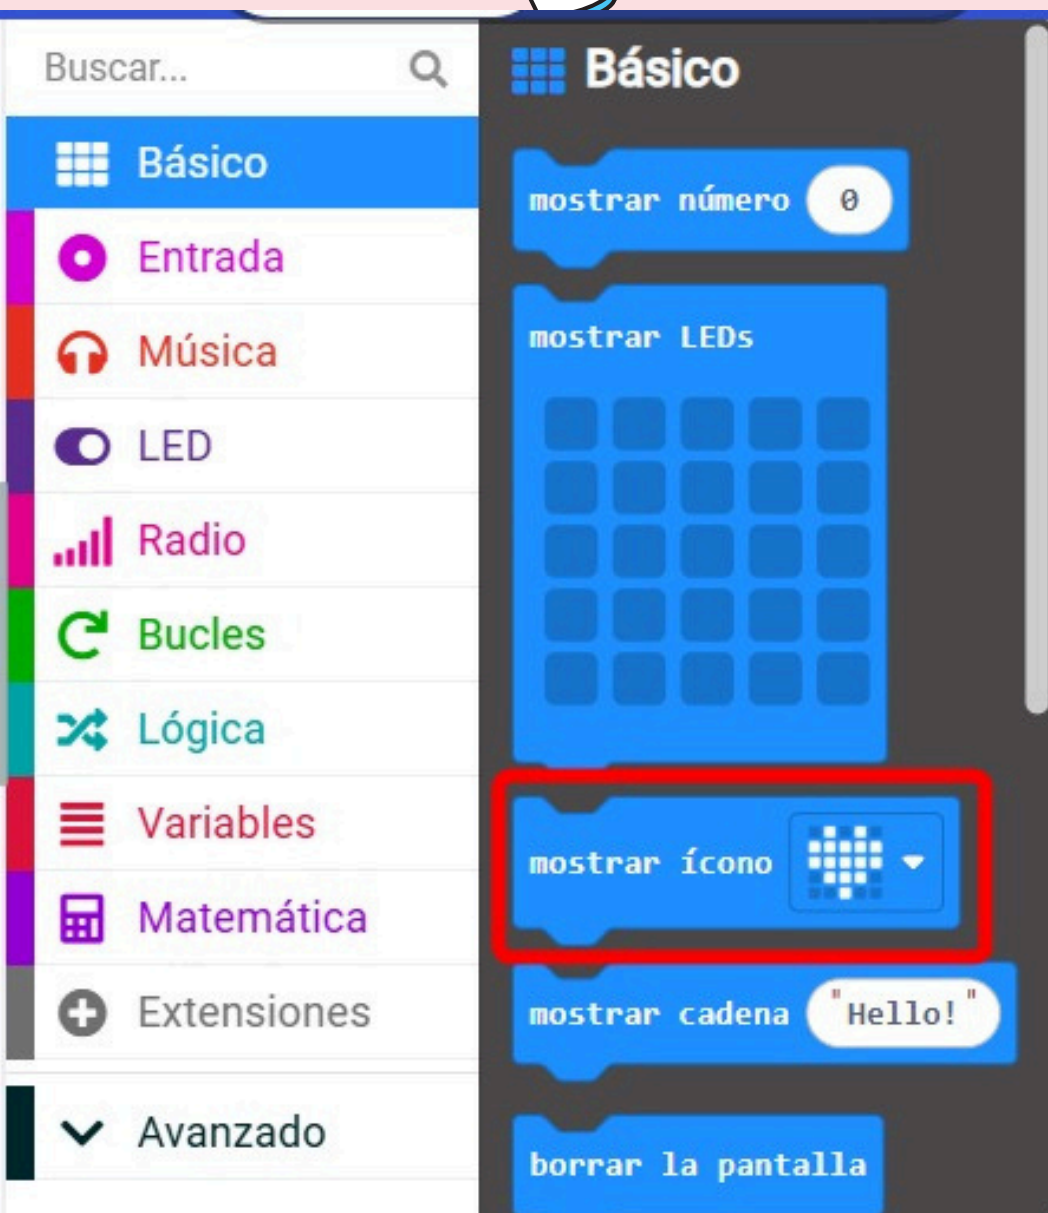 Buscar...
Básico
Entrada
Música
LED
Radio
Bucles
Lógica
Variables
Matemática
Extensiones
Avanzado
Básico
mostrar número 0
mostrar LEDs
mostrar ícono
mostrar cadena "Hello!"
borrar la pantalla